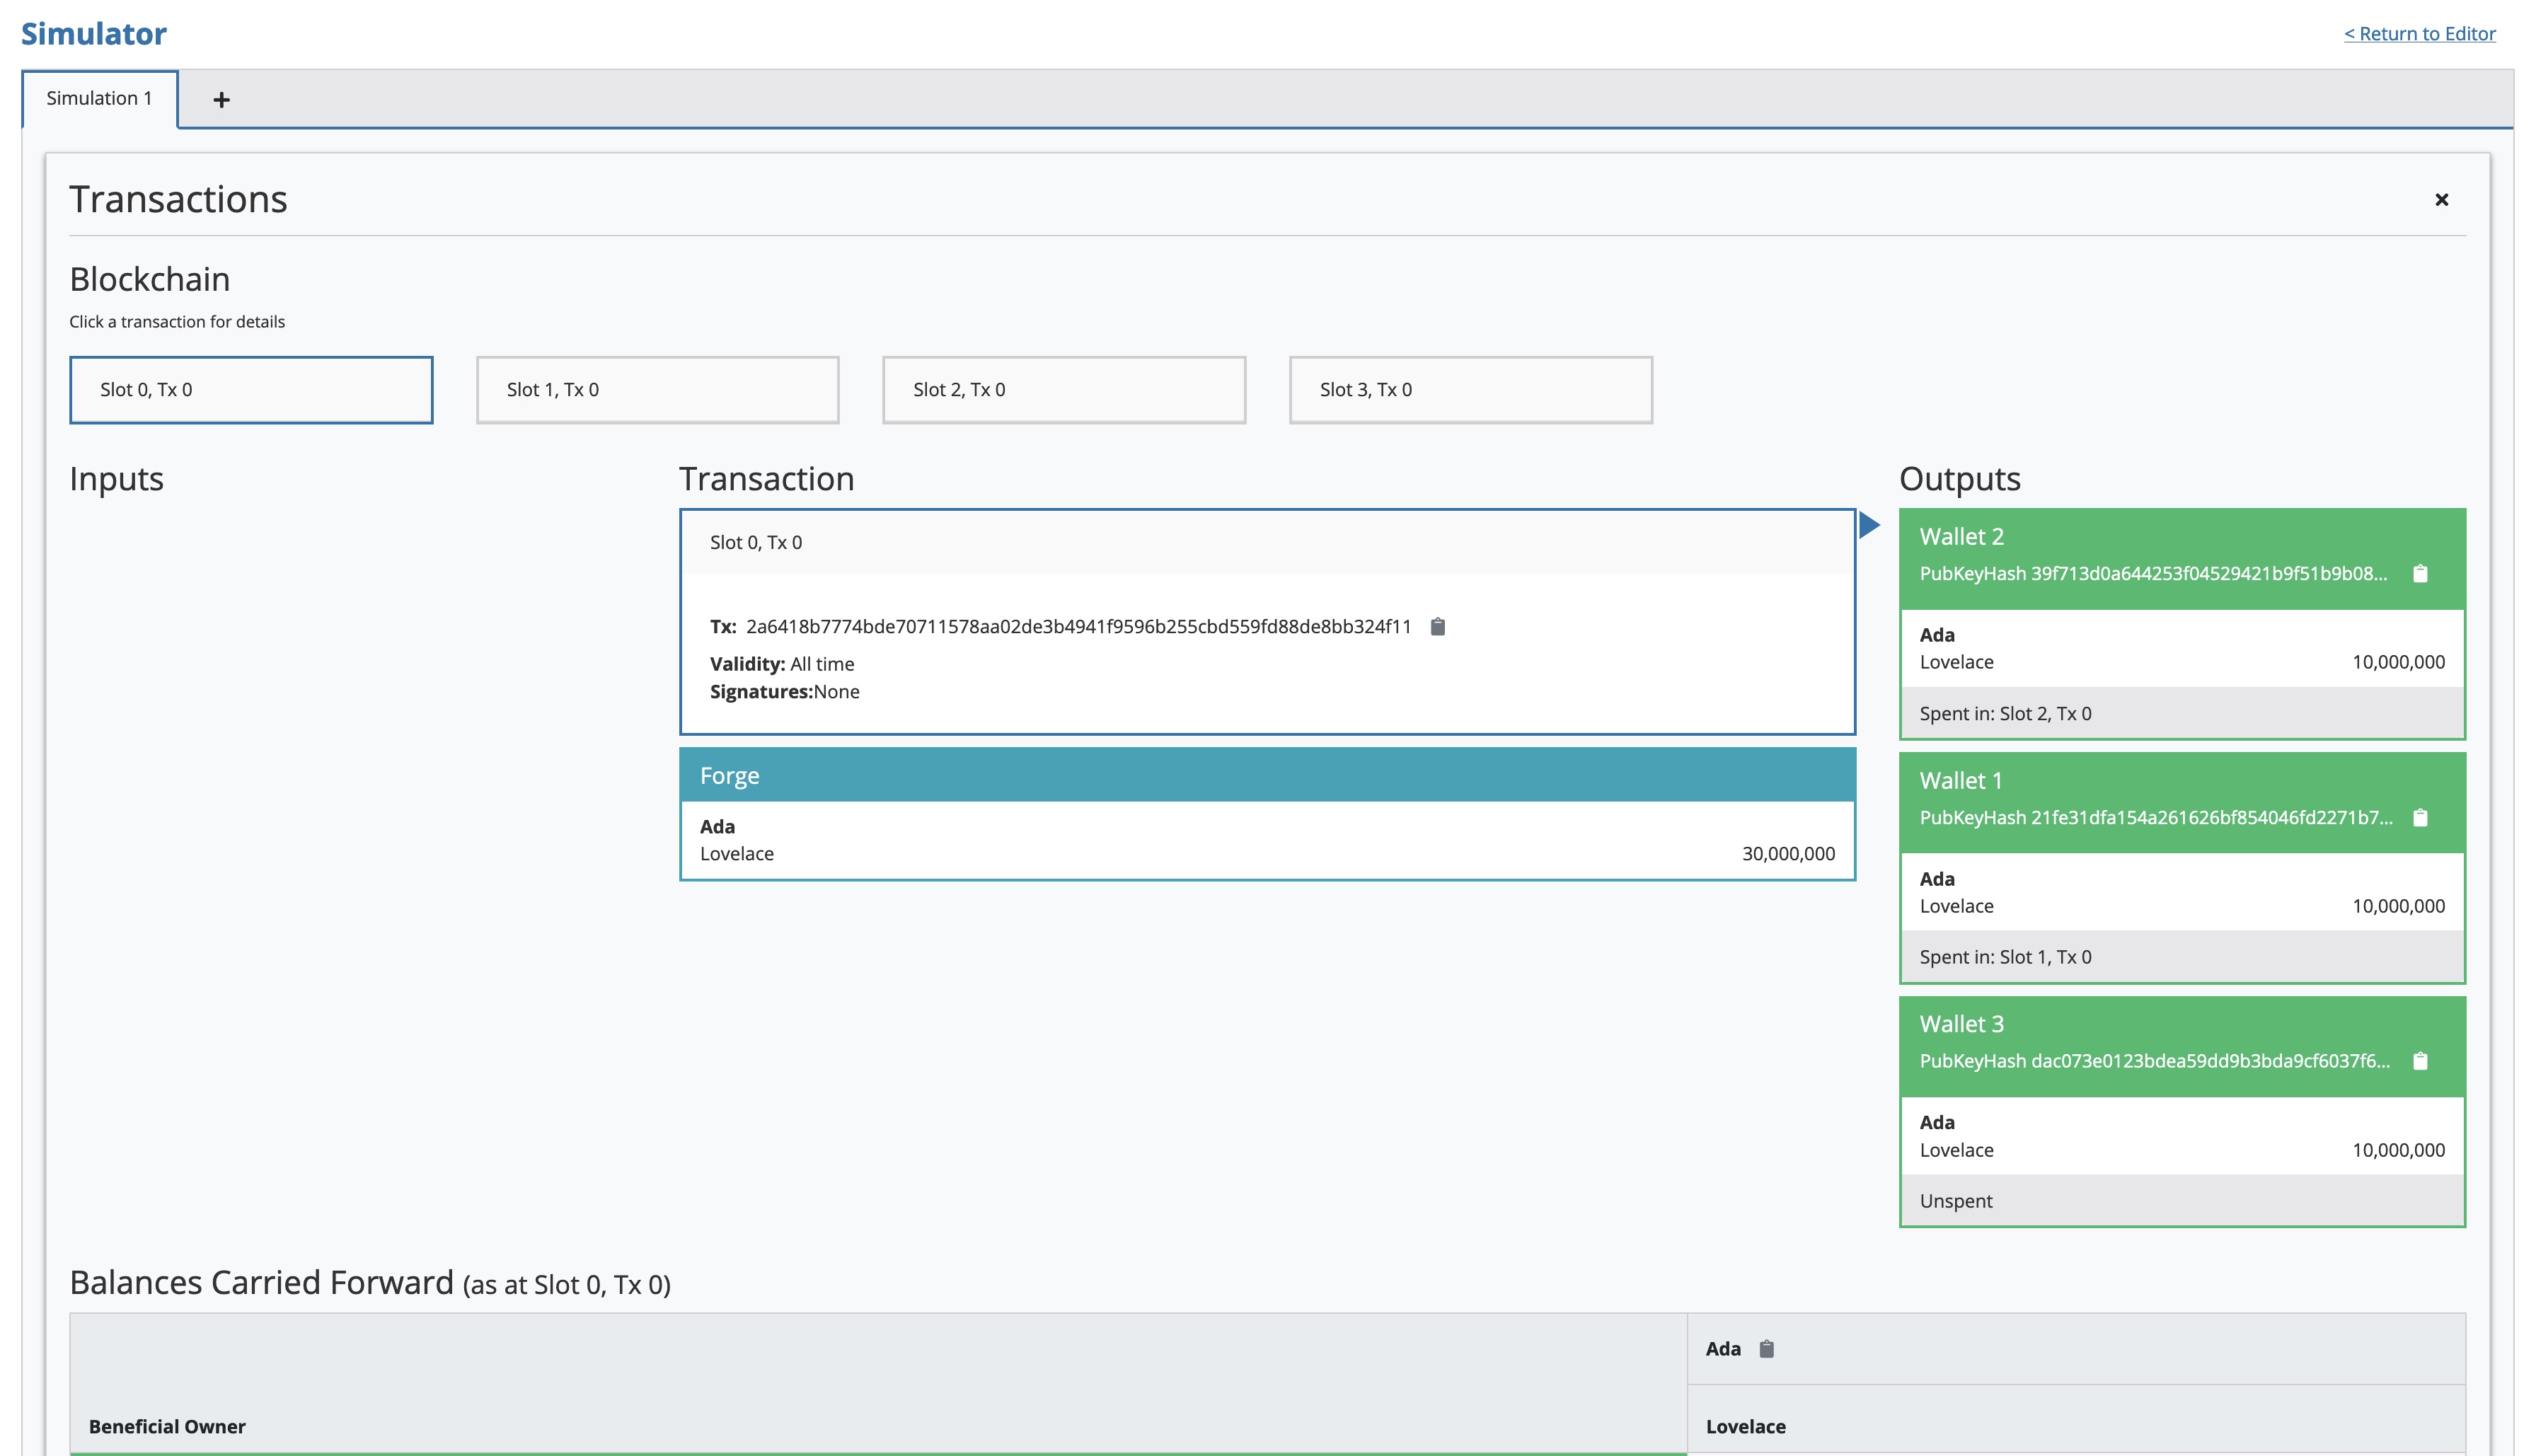 Simulator
< Return to Editor
Simulation 1
+
Transactions
Blockchain
Click a transaction for details
Slot 0, Tx 0
Slot 1, Tx 0
Slot 2, Tx 0
Slot 3, Tx 0
Inputs
Transaction
Slot 0, Tx 0
Tx: 2a6418b7774bde70711578aa02de3b4941f9596b255cbd559fd88de8bb324f11
Validity: All time
Signatures:None
Forge
Ada
Lovelace 30,000,000
Outputs
Wallet 2
PubKeyHash 39f713d0a644253f04529421b9f51b9b08...
Ada
Lovelace 10,000,000
Spent in: Slot 2, Tx 0
Wallet 1
PubKeyHash 21fe31dfa154a261626bf854046fd2271b7...
Ada
Lovelace 10,000,000
Spent in: Slot 1, Tx 0
Wallet 3
PubKeyHash dac073e0123bdea59dd9b3bda9cf6037f6...
Ada
Lovelace 10,000,000
Unspent
Balances Carried Forward (as at Slot 0, Tx 0)
Ada
Beneficial Owner
Lovelace